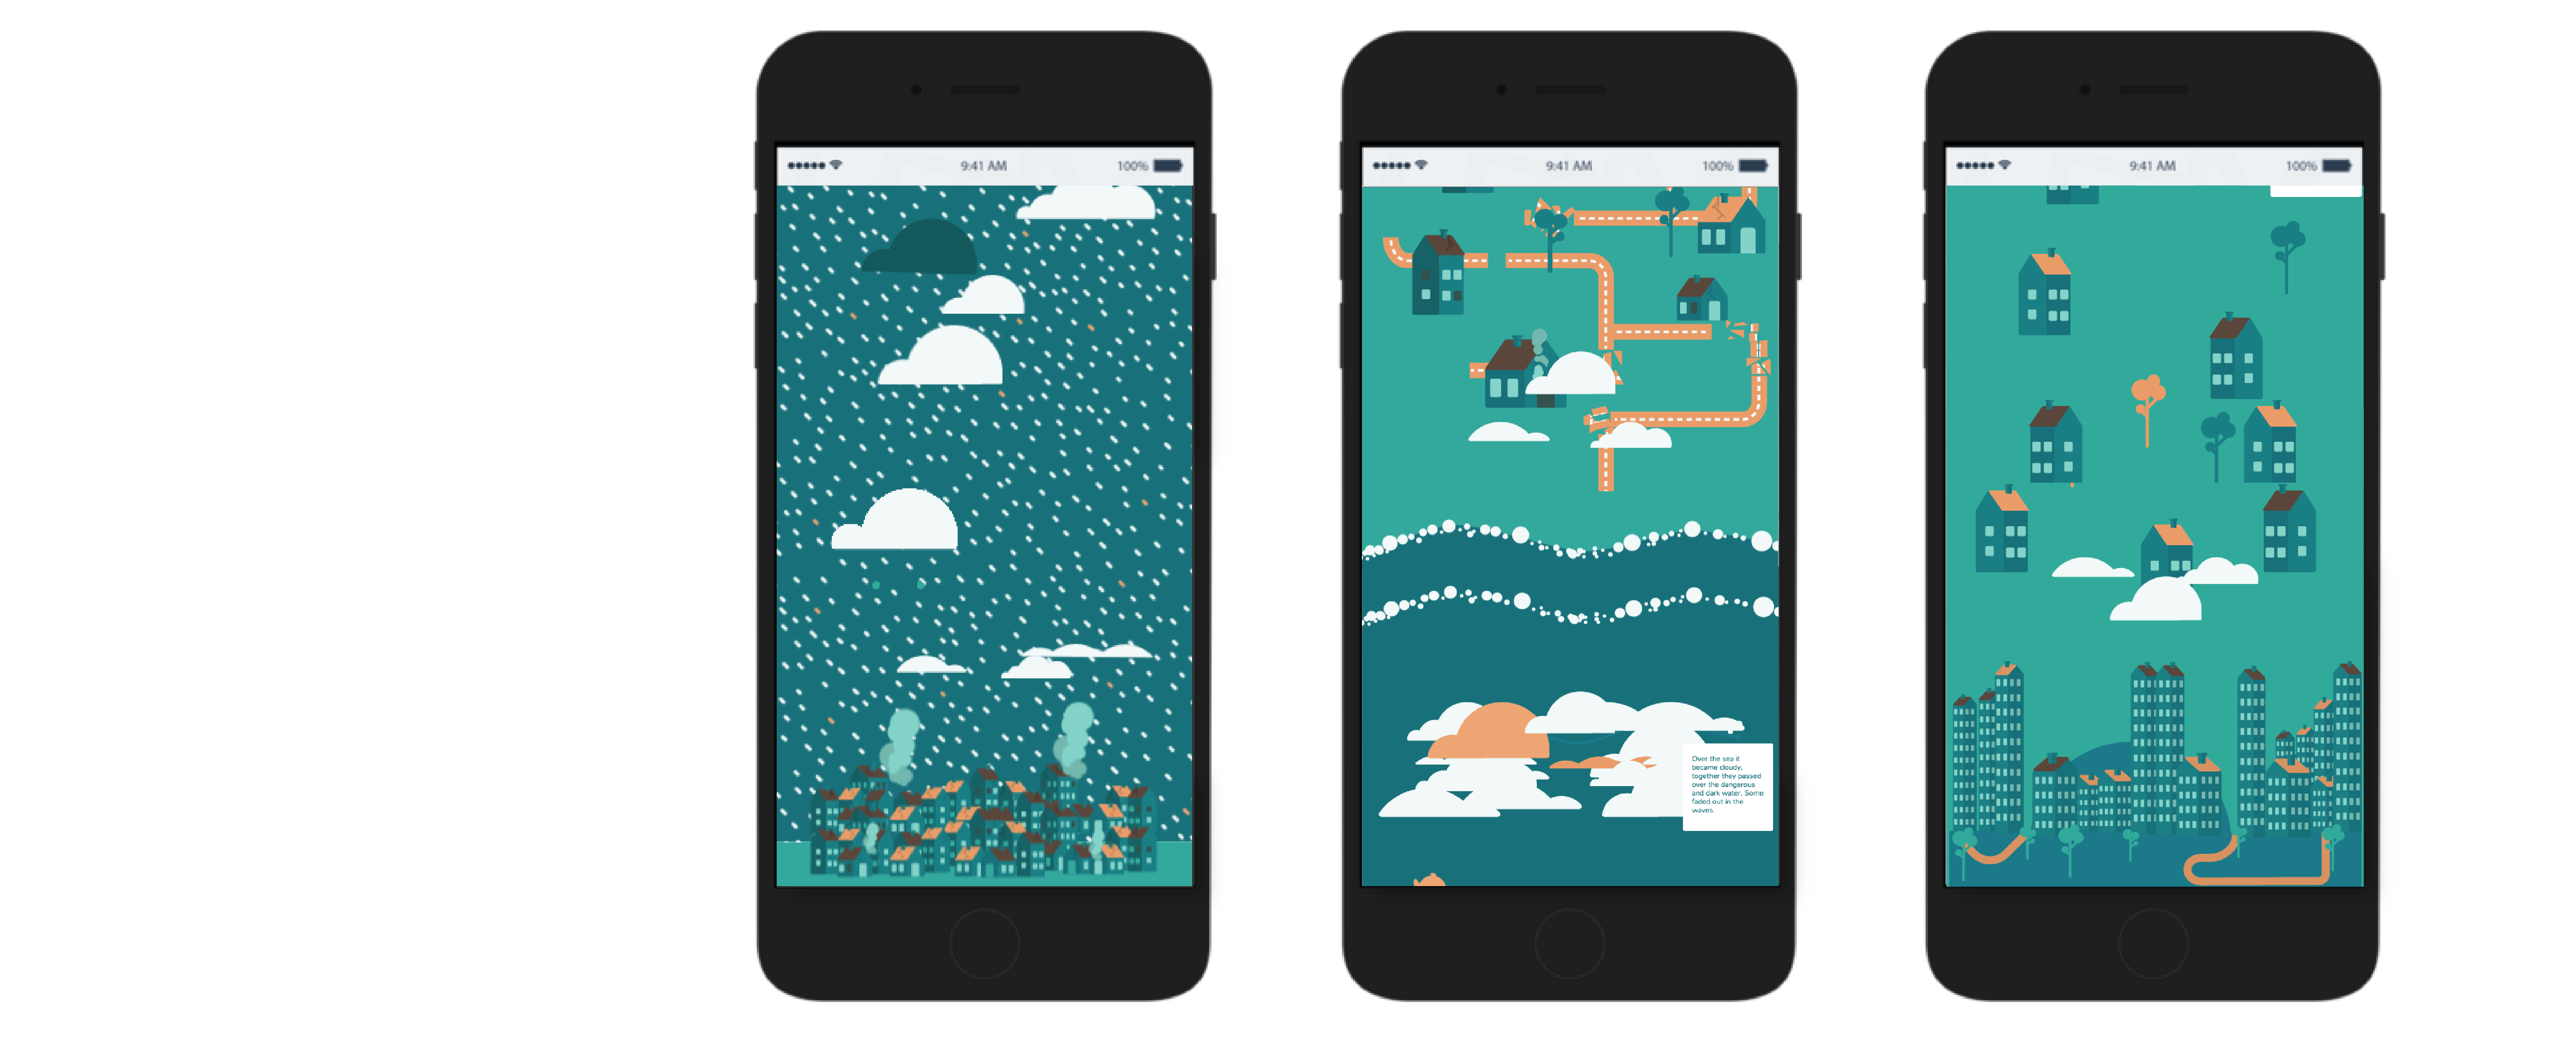 9:41 AM 100%
9:41 AM 100%
9:41 AM 100%
Over the sea it
became cloudy,
together they passed
over the dangerous
and dark water. Some
faded out in the
waves.